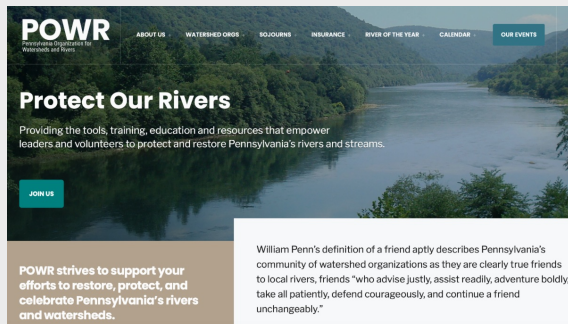 POWR
Pennsylvania Organization for
Watersheds and Rivers
ABOUT US
WATERSHED ORGS
SOJOURNS
INSURANCE
RIVER OF THE YEAR
CALENDAR
OUR EVENTS
Protect Our Rivers
Providing the tools, training, education and resources that empower
leaders and volunteers to protect and restore Pennsylvania's rivers and streams.
JOIN US
POWR strives to support your
efforts to restore, protect, and
celebrate Pennsylvania's rivers
and watersheds.
William Penn's definition of a friend aptly describes Pennsylvania's
community of watershed organizations as they are clearly true friends
to local rivers, friends “who advise justly, assist readily, adventure boldly,
take all patiently, defend courageously, and continue a friend
unchangeably.”